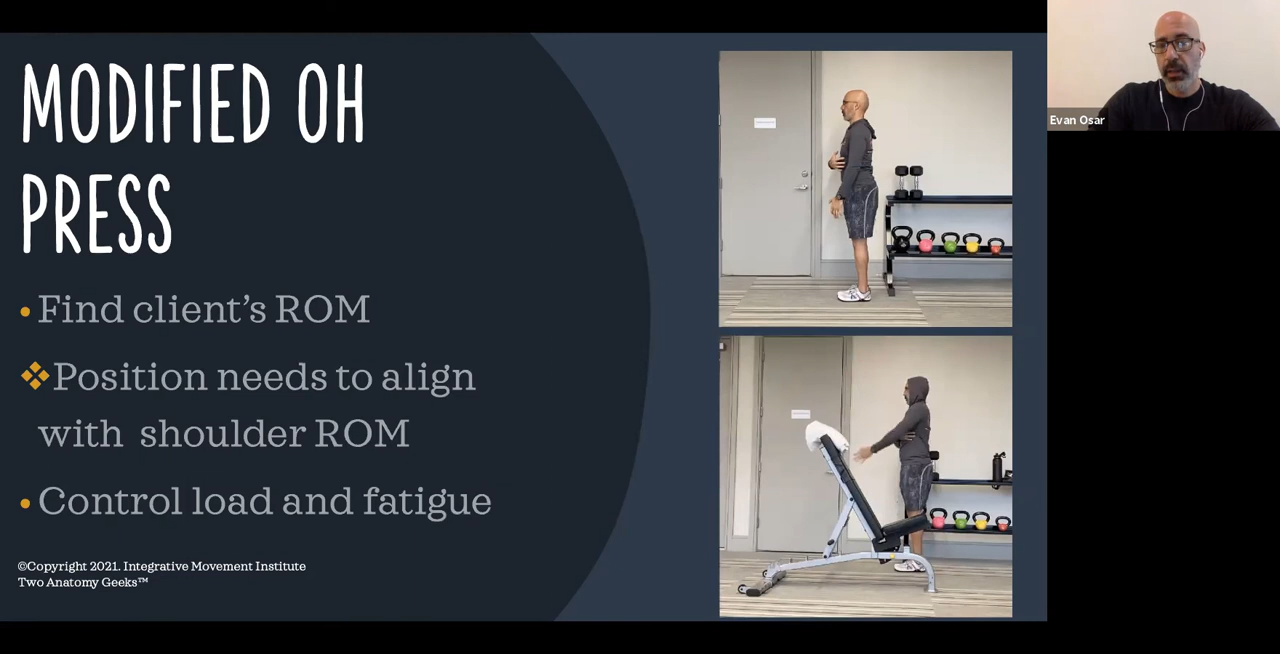 MODIFIED OH
PRESS
• Find client's ROM
❖Position needs to align
with shoulder ROM
• Control load and fatigue
©Copyright 2021. Integrative Movement Institute
Two Anatomy Geeks™
Evan Osar